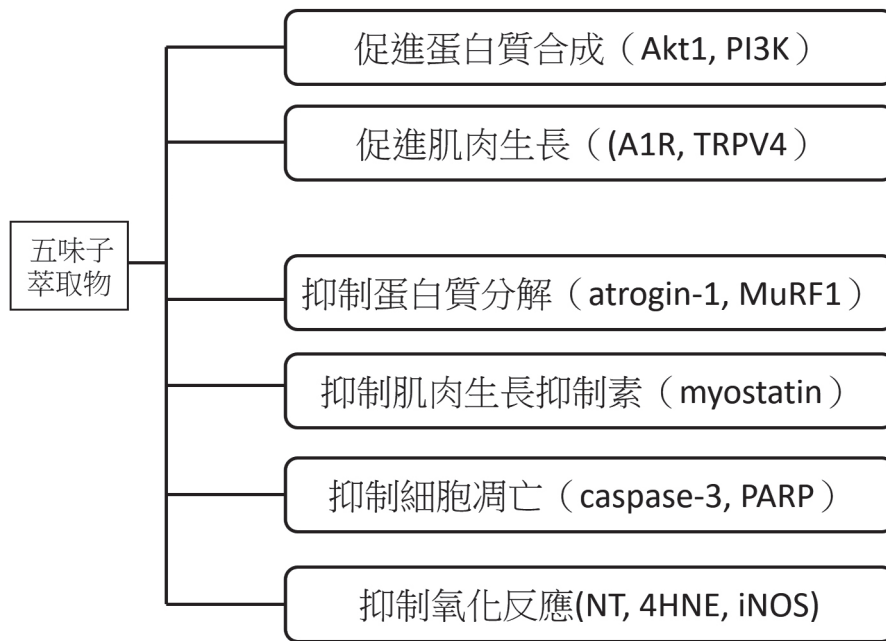 促進蛋白質合成（Akt1, PI3K）
促進肌肉生長（(A1R, TRPV4）
五味子
萃取物
抑制蛋白質分解（atrogin-1, MuRF1）
抑制肌肉生長抑制素（myostatin）
抑制細胞凋亡（caspase-3, PARP）
抑制氧化反應(NT, 4HNE, iNOS)